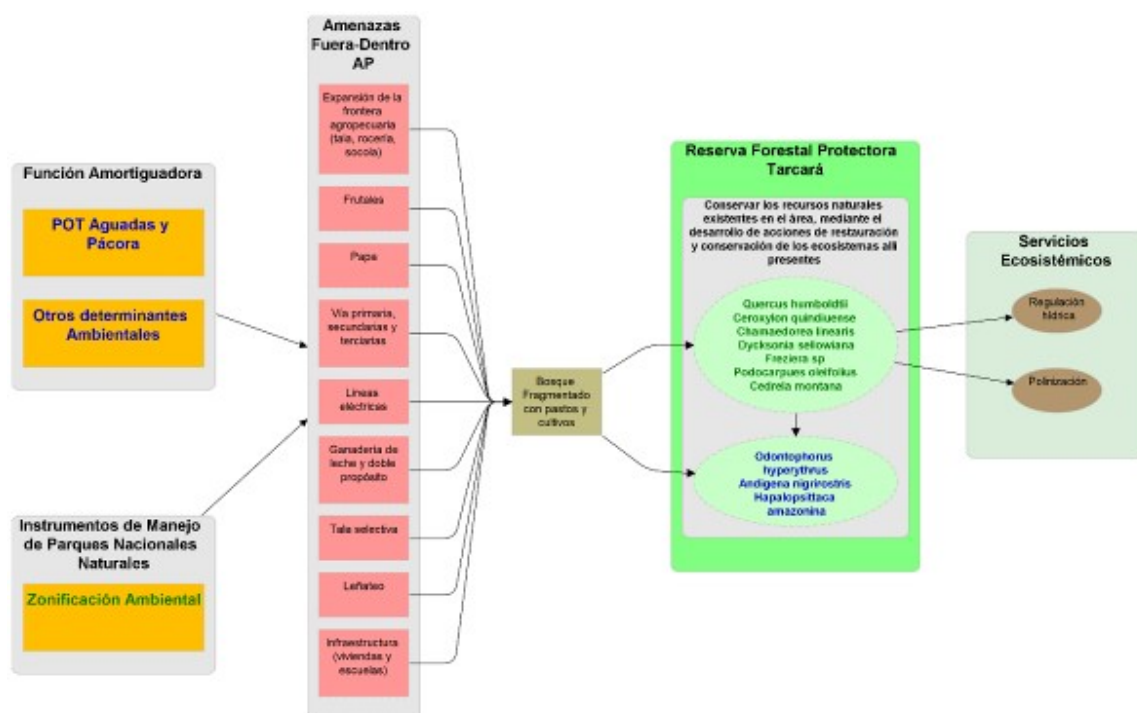 Función Amortiguadora
POT Aguadas y
Pácora
Otros determinantes
Ambientales
Instrumentos de Manejo
de Parques Nacionales
Naturales
Zonificación Ambiental
Amenazas
Fuera-Dentro
AP
Expansión de la
frontera
agropecuaria
(tala, rocería,
socola)
Frutales
Papa
Vía primaria,
secundarias y
terciarias
Líneas
eléctricas
Ganadería de
leche y doble
propósito
Tala selectiva
Leñateo
Infraestructura
(viviendas y
escuelas)
Bosque
Fragmentado
con pastos y
cultivos
Reserva Forestal Protectora
Tarcará
Conservar los recursos naturales
existentes en el área, mediante el
desarrollo de acciones de restauración
y conservación de los ecosistemas allí
presentes
Quercus humboldtii
Ceroxylon quindiuense
Chamaedorea linearis
Dycksonia sellowiana
Freziera sp
Podocarpues oleifolius
Cedrela montana
Odontophorus
hyperythrus
Andigena nigrirostris
Hapalopsittaca
amazonina
Servicios
Ecosistémicos
Regulación
hídrica
Polinización